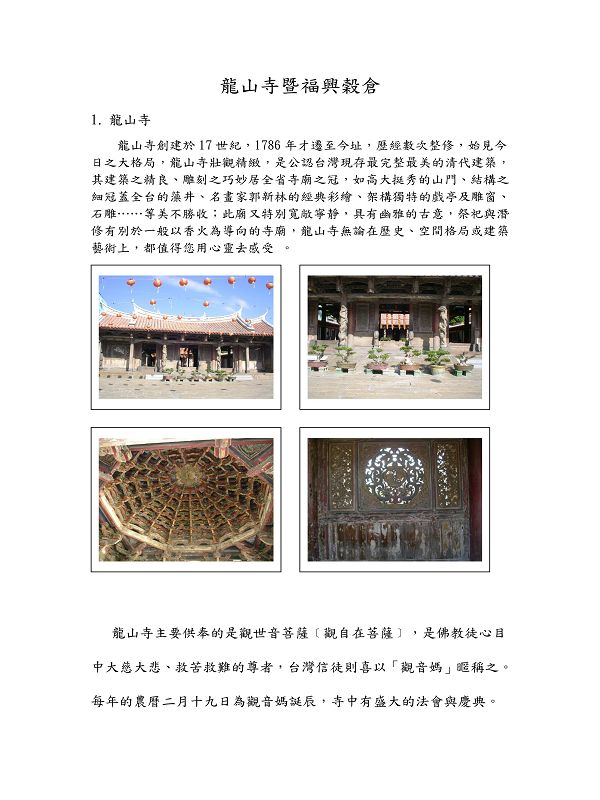 龍山寺暨福興穀倉
1. 龍山寺
龍山寺創建於 17 世紀，1786 年才遷至今址，歷經數次整修，始見今
日之大格局，龍山寺壯觀精緻，是公認台灣現存最完整最美的清代建築，
其建築之精良、雕刻之巧妙居全省寺廟之冠，如高大挺秀的山門、結構之
細冠蓋全台的藻井、名畫家郭新林的經典彩繪、架構獨特的戲亭及雕窗、
石雕……等美不勝收；此廟又特別寬敞寧靜，具有幽雅的古意，祭祀與潛
修有別於一般以香火為導向的寺廟，龍山寺無論在歷史、空間格局或建築
藝術上，都值得您用心靈去感受 。
龍山寺主要供奉的是觀世音菩薩〔觀自在菩薩〕，是佛教徒心目
中大慈大悲、救苦救難的尊者，台灣信徒則喜以「觀音媽」暱稱之。
每年的農曆二月十九日為觀音媽誕辰，寺中有盛大的法會與慶典。